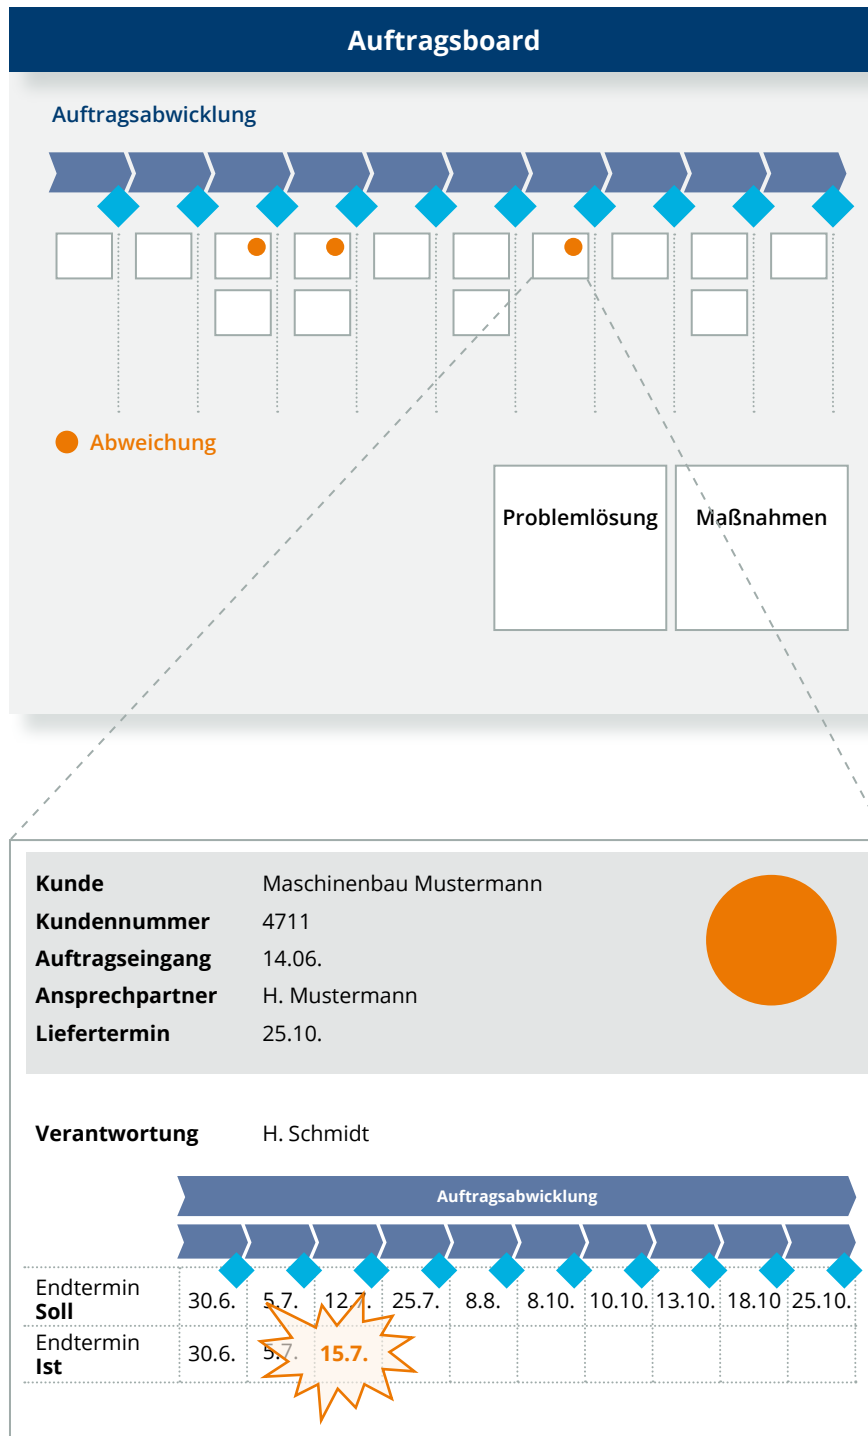 Auftragsboard
Auftragsabwicklung
Abweichung
Problemlösung
Maßnahmen
Kunde Maschinenbau Mustermann
Kundennummer 4711
Auftragseingang 14.06.
Ansprechpartner H. Mustermann
Liefertermin 25.10.
Verantwortung H. Schmidt
Auftragsabwicklung
Endtermin
Soll
30.6. 5.7. 12.7. 25.7. 8.8. 8.10. 10.10. 13.10. 18.10 25.10.
Endtermin
Ist
30.6. 5.7. 15.7.